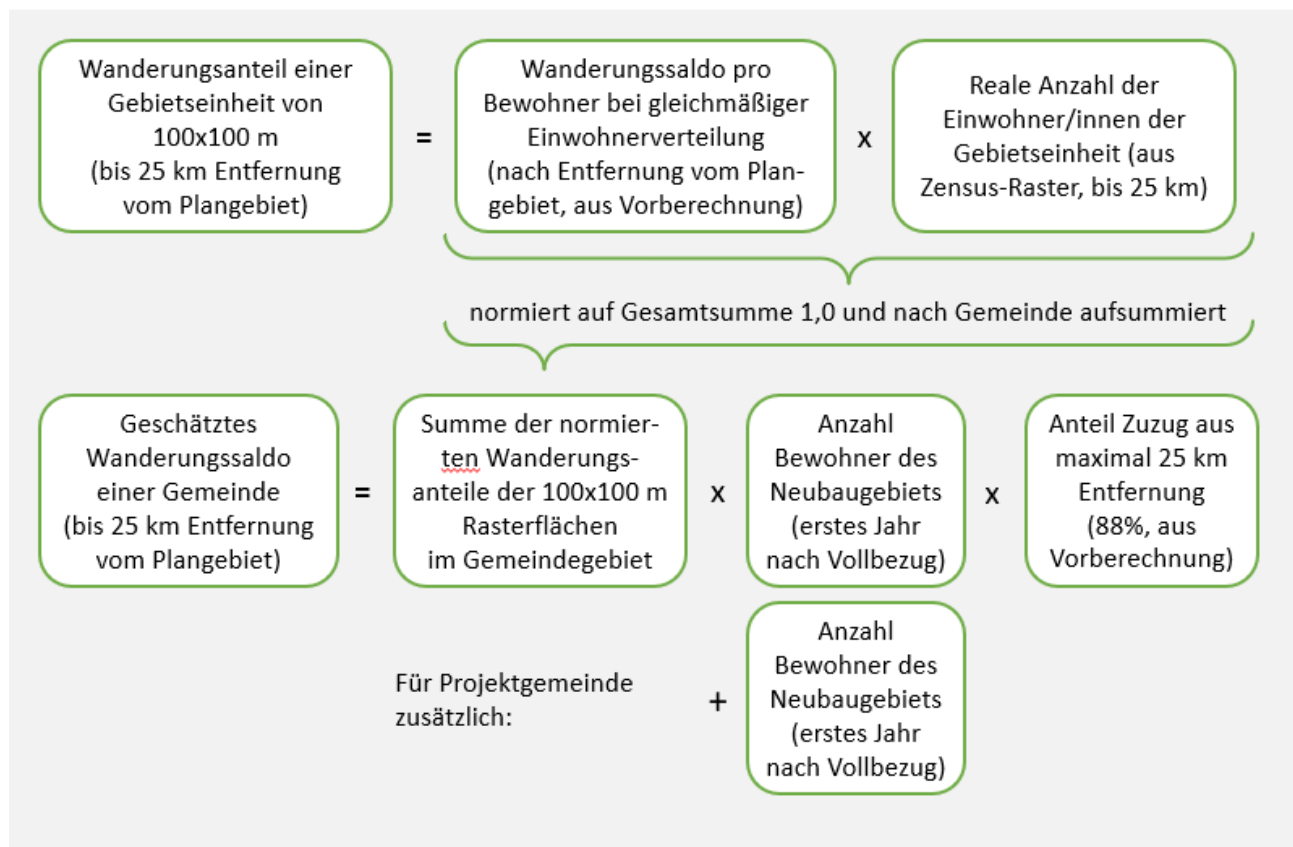 Wanderungsanteil einer
Gebietseinheit von
100x100 m
(bis 25 km Entfernung
vom Plangebiet)
=
Wanderungssaldo pro
Bewohner bei gleichmäßiger
Einwohnerverteilung
(nach Entfernung vom Plan-
gebiet, aus Vorberechnung)
x
Reale Anzahl der
Einwohner/innen der
Gebietseinheit (aus
Zensus-Raster, bis 25 km)
normiert auf Gesamtsumme 1,0 und nach Gemeinde aufsummiert
Geschätztes
Wanderungssaldo
einer Gemeinde
(bis 25 km Entfernung
vom Plangebiet)
=
Summe der normier-
ten Wanderungs-
anteile der 100x100 m
Rasterflächen
im Gemeindegebiet
x
Anzahl
Bewohner des
Neubaugebiets
(erstes Jahr
nach Vollbezug)
x
Anteil Zuzug aus
maximal 25 km
Entfernung
(88%, aus
Vorberechnung)
Für Projektgemeinde
zusätzlich:
+
Anzahl
Bewohner des
Neubaugebiets
(erstes Jahr
nach Vollbezug)